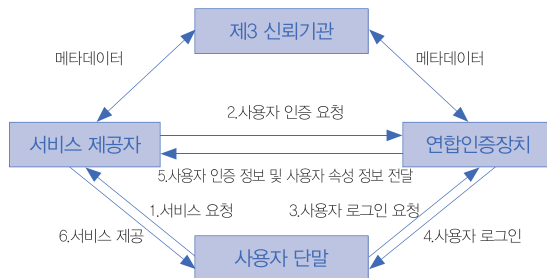 제3 신뢰기관
메타데이터
메타데이터
2.사용자 인증 요청
서비스 제공자
연합인증장치
5.사용자 인증 정보 및 사용자 속성 정보 전달
1.서비스 요청
3.사용자 로그인 요청
6.서비스 제공
4.사용자 로그인
사용자 단말